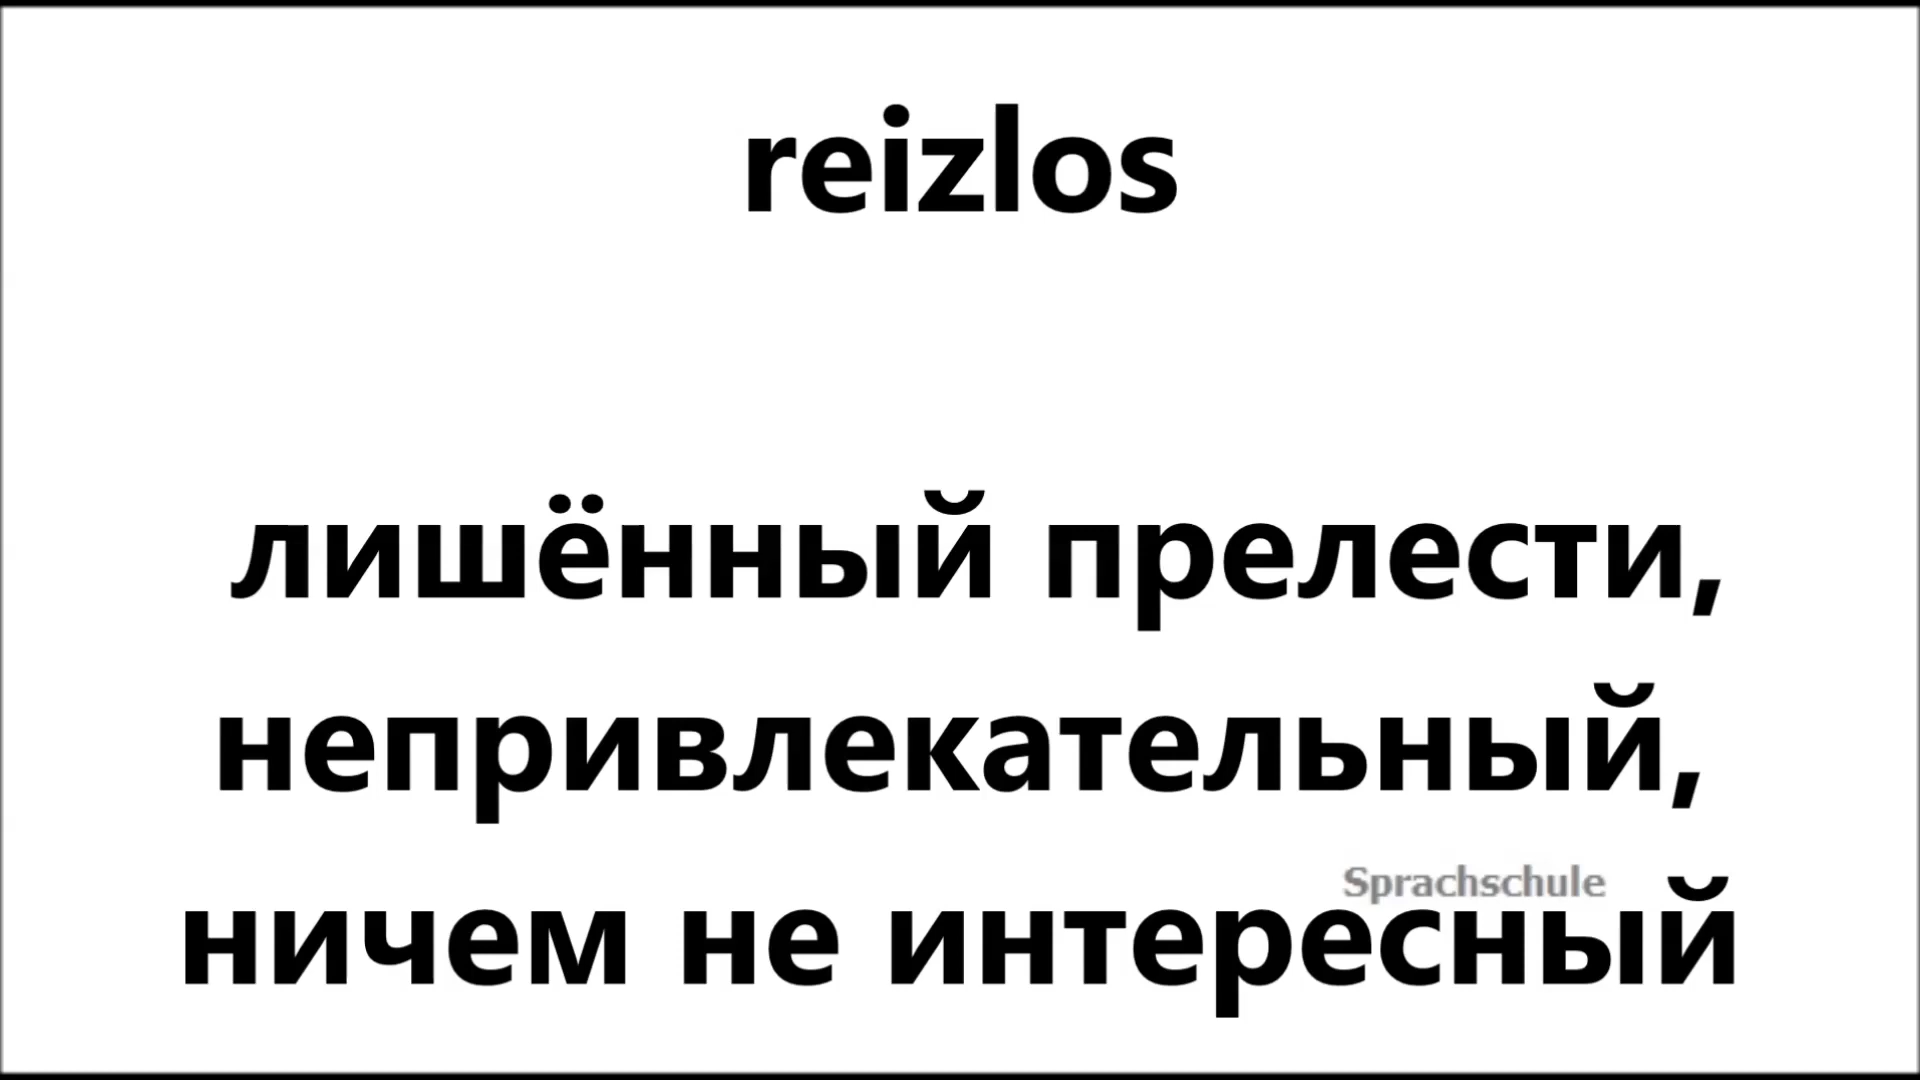 reizlos
лишённый прелести,
непривлекательный,
Sprachschule
ничем не интересный